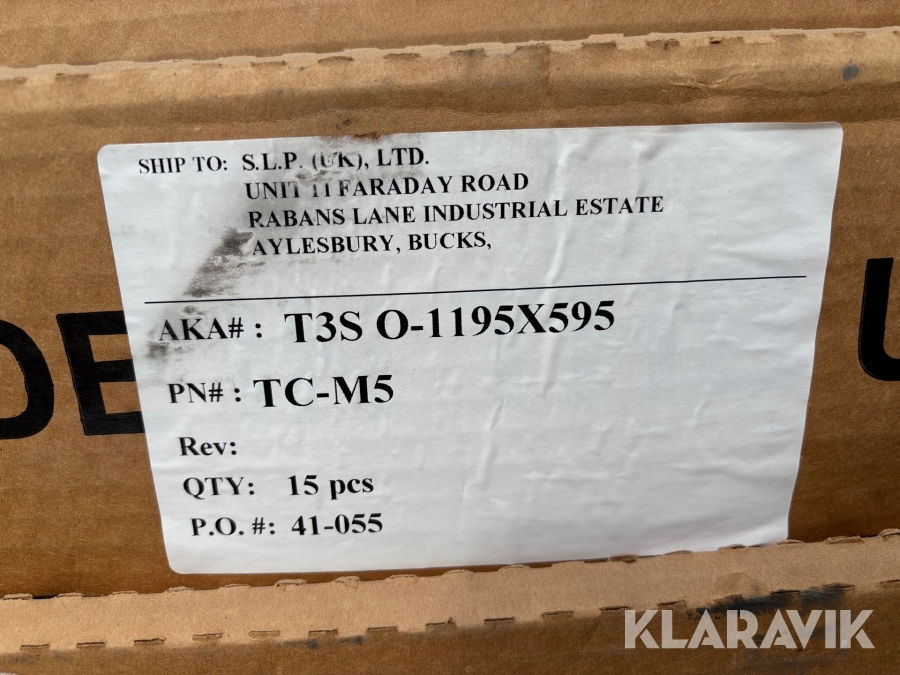 SHIP TO: S.L.P. (UK), LTD.
UNIT 11 FARADAY ROAD
RABANS LANE INDUSTRIAL ESTATE
AYLESBURY, BUCKS,
AKA# : T3S O-1195X595
DE
U
PN# : TC-M5
Rev:
QTY: 15 pcs
P.O. #: 41-055
KLARAVIK